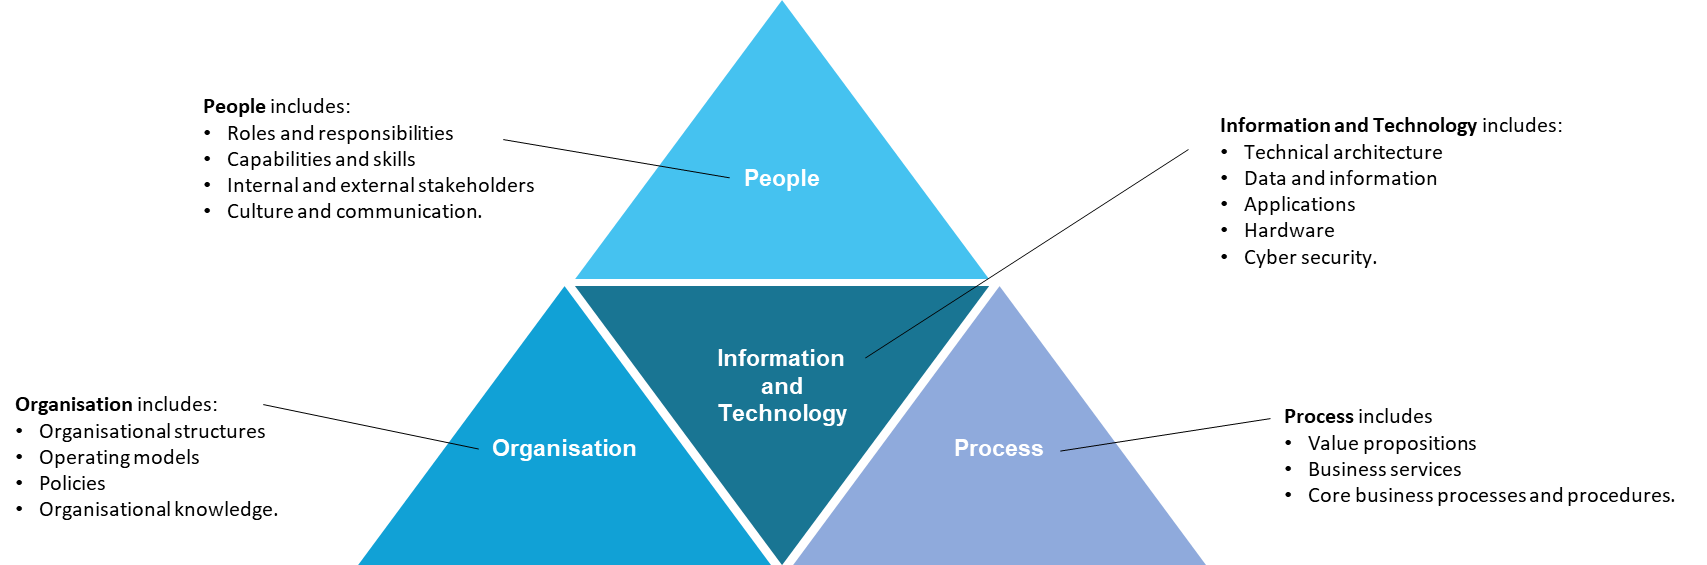 People includes:
• Roles and responsibilities
• Capabilities and skills
• Internal and external stakeholders
• Culture and communication.
Information and Technology includes:
• Technical architecture
• Data and information
• Applications
• Hardware
• Cyber security.
People
Information
and
Technology
Organisation includes:
• Organisational structures
• Operating models
• Policies
• Organisational knowledge.
Organisation
Process
Process includes
• Value propositions
• Business services
• Core business processes and procedures.